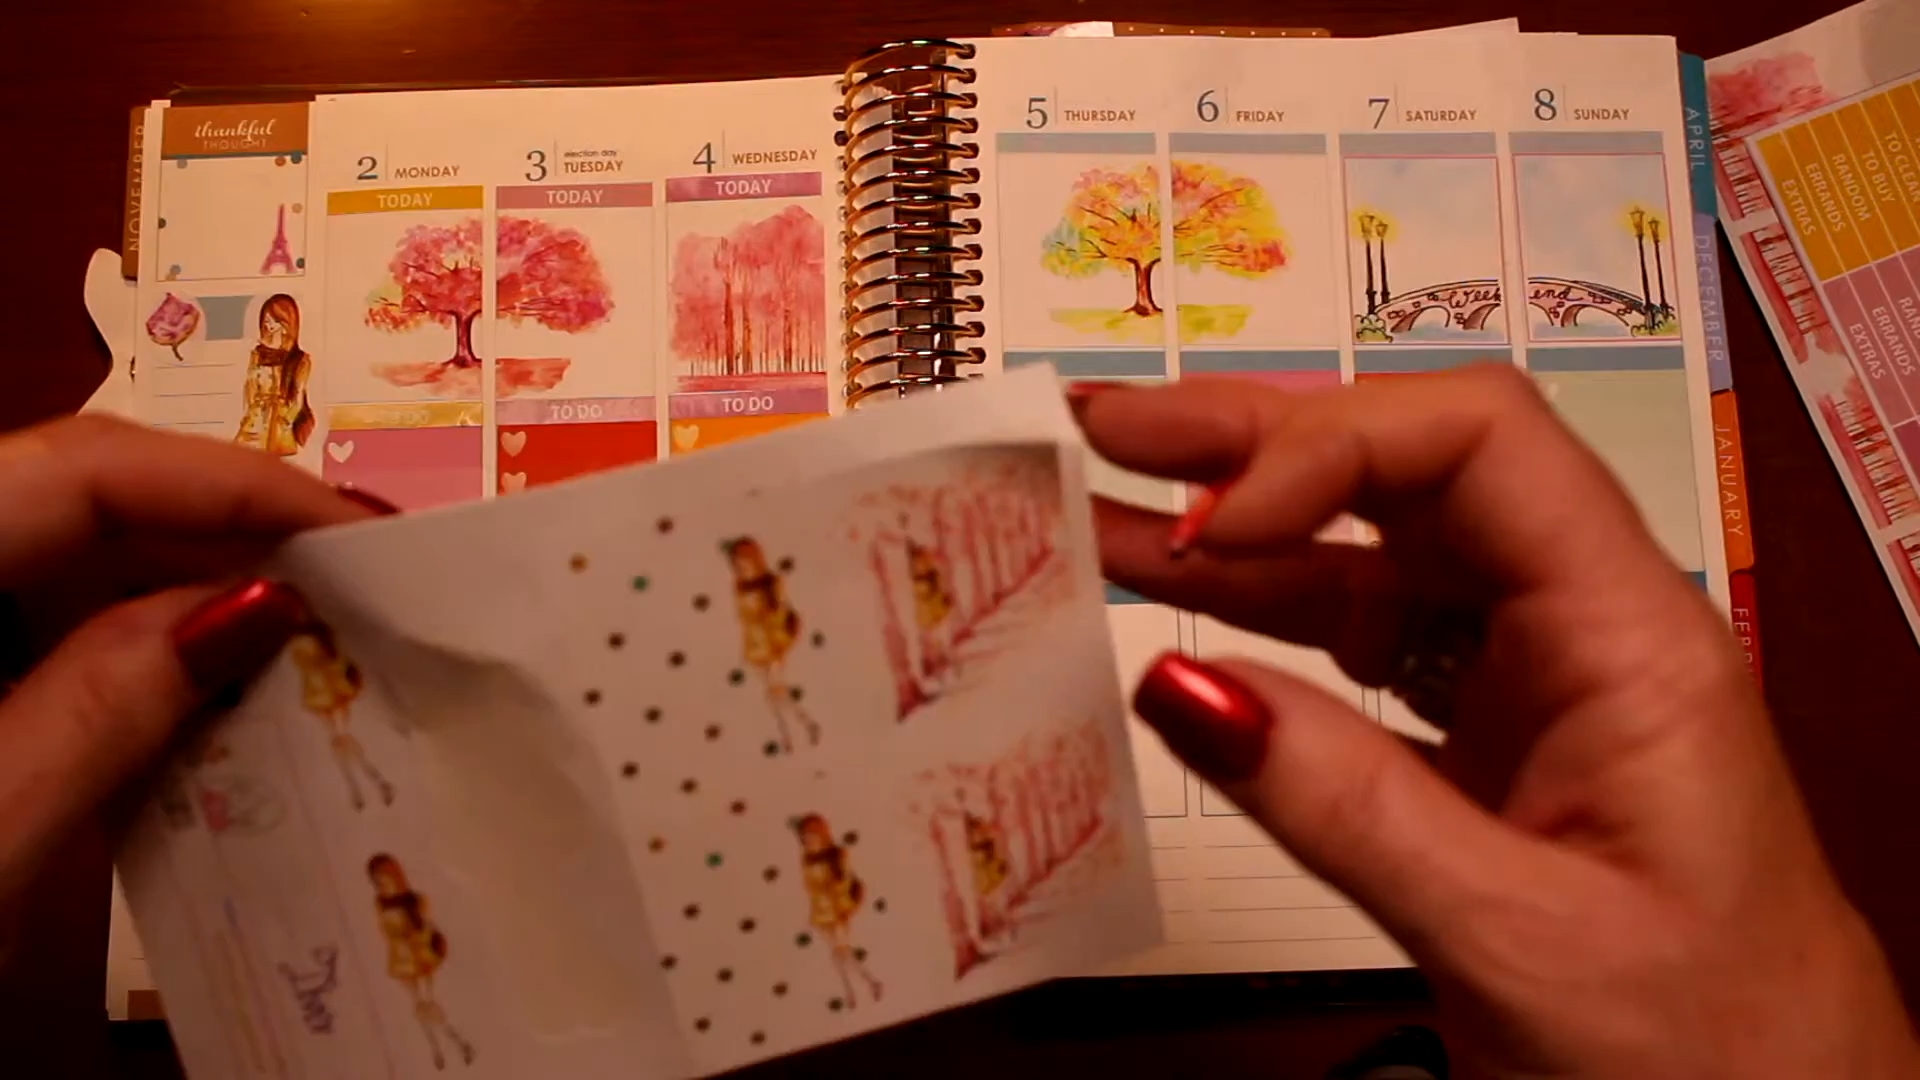 NOVEMBER
thankful
THOUGHT
2 MONDAY
election day
3 TUESDAY
4 WEDNESDAY
TODAY
TODAY
TODAY
TO DO
TO DO
5 THURSDAY
6 FRIDAY
7 SATURDAY
8 SUNDAY
Week end
APRIL
DECEMBER
JANUARY
TO CLEAN
TO BUY
RANDOM
ERRANDS
EXTRAS
ERRANDS
EXTRAS